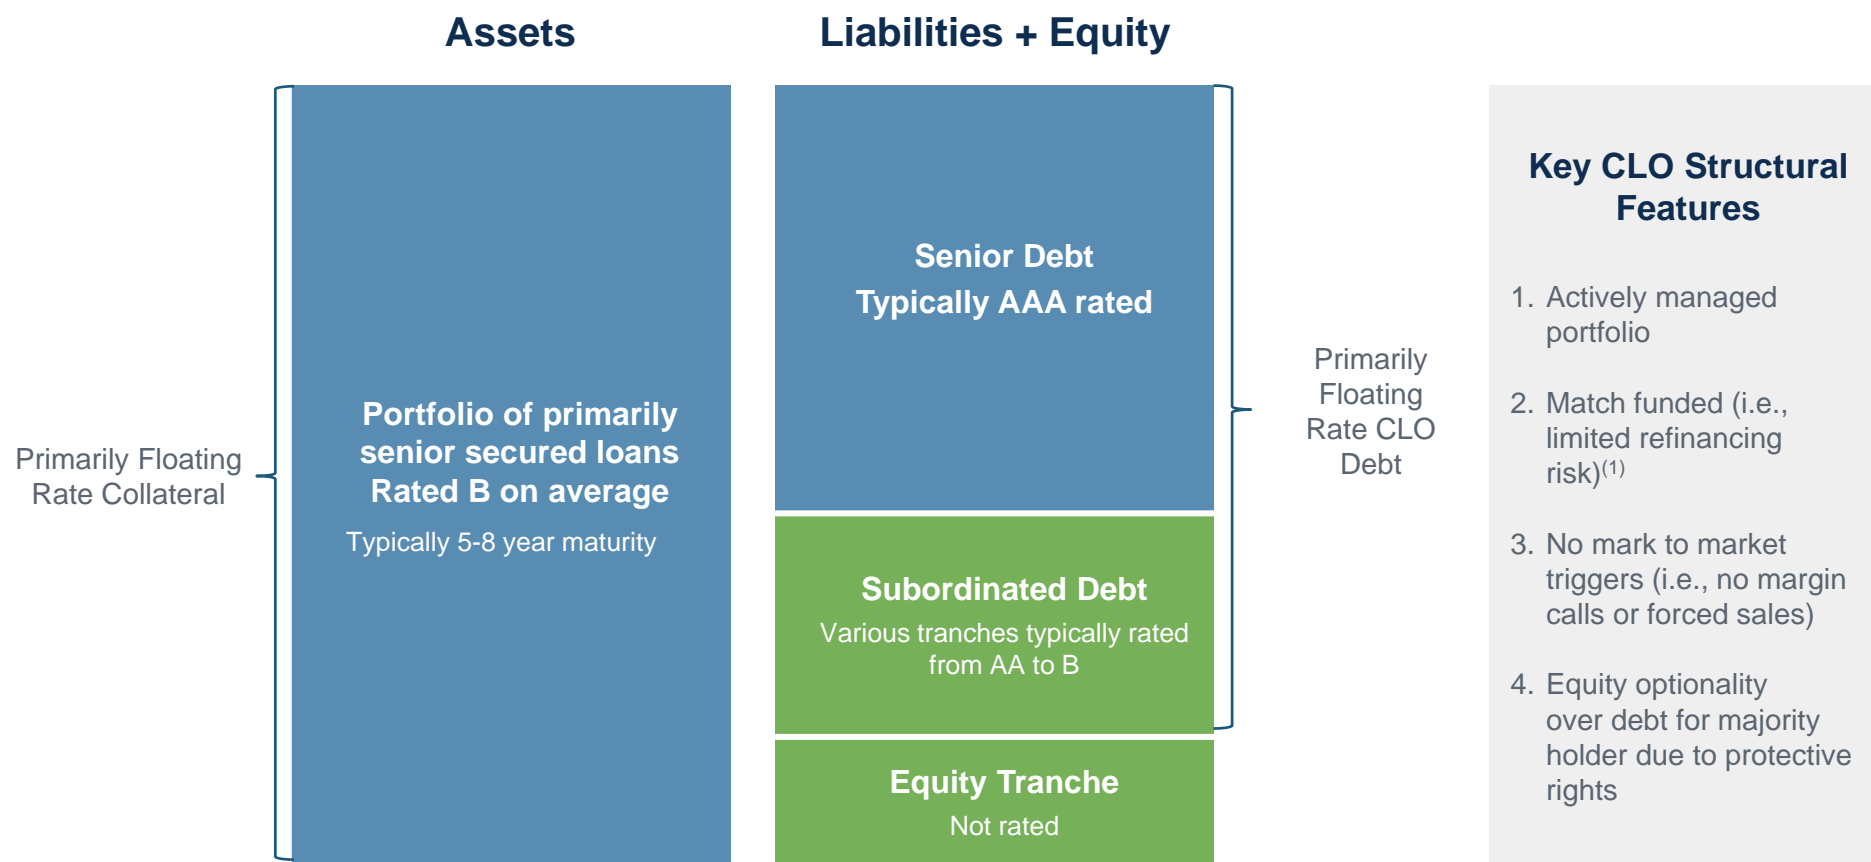 Assets
Liabilities + Equity
Primarily Floating
Rate Collateral
Portfolio of primarily
senior secured loans
Rated B on average
Typically 5-8 year maturity
Senior Debt
Typically AAA rated
Subordinated Debt
Various tranches typically rated
from AA to B
Equity Tranche
Not rated
Primarily
Floating
Rate CLO
Debt
Key CLO Structural
Features
1. Actively managed
portfolio
2. Match funded (i.e.,
limited refinancing
risk)(1)
3. No mark to market
triggers (i.e., no margin
calls or forced sales)
4. Equity optionality
over debt for majority
holder due to protective
rights